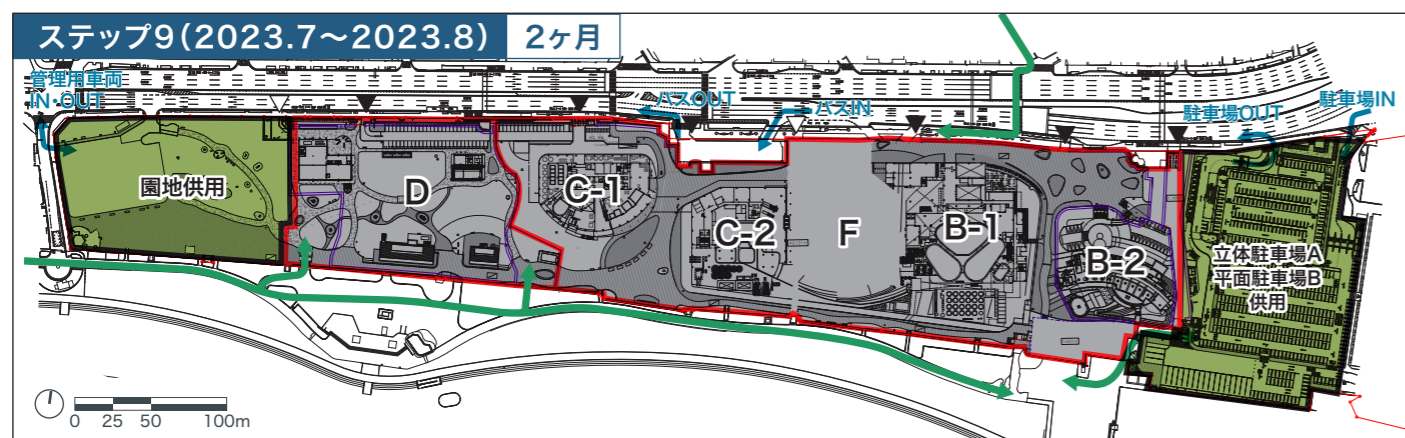 ステップ9(2023.7〜2023.8) 2ヶ月
管理用車両
IN・OUT
バスOUT
バスIN
駐車場OUT
駐車場IN
園地供用
D
C-1
C-2
F
B-1
B-2
立体駐車場A
平面駐車場B
供用
0 25 50 100m